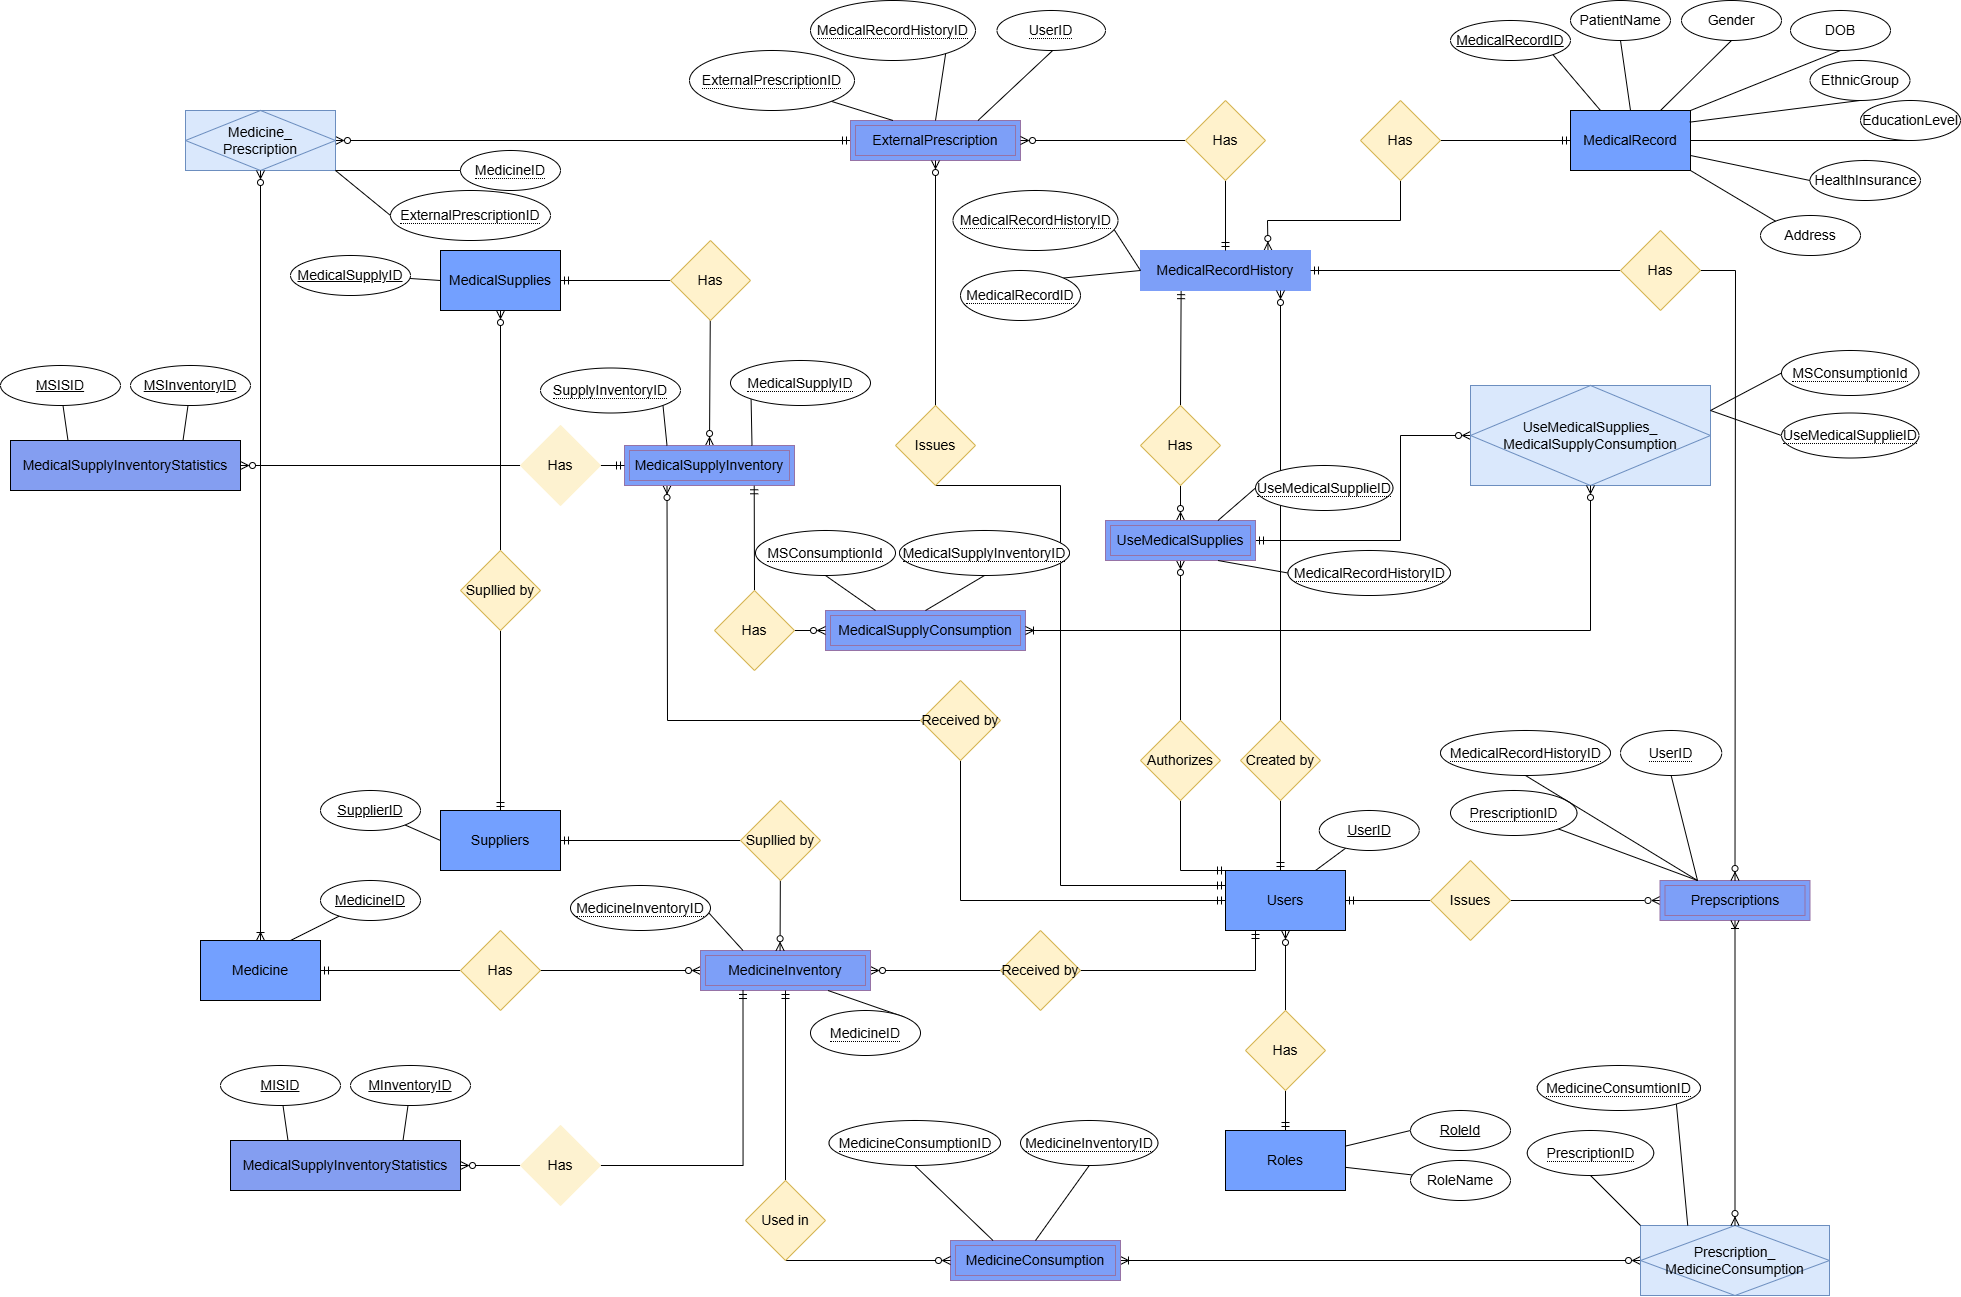 MedicalRecordHistoryID
UserID
ExternalPrescriptionID
ExternalPrescription
MedicalRecordID
PatientName
Gender
DOB
EthnicGroup
EducationLevel
HealthInsurance
Address
MedicalRecord
Has
Has
Medicine_
Prescription
MedicineID
ExternalPrescriptionID
MedicalSupplyID
MedicalSupplies
Has
MedicalRecordHistoryID
MedicalRecordID
MedicalRecordHistory
Has
MSISID
MSInventoryID
MedicalSupplyInventoryStatistics
Has
SupplyInventoryID
MedicalSupplyID
MedicalSupplyInventory
Issues
Has
MSConsumptionId
UseMedicalSupplieID
UseMedicalSupplies_
MedicalSupplyConsumption
UseMedicalSupplieID
UseMedicalSupplies
MedicalRecordHistoryID
MSConsumptionId
MedicalSupplyInventoryID
MedicalSupplyConsumption
Has
Supllied by
Received by
Authorizes
Created by
MedicalRecordHistoryID
UserID
PrescriptionID
Prepscriptions
Issues
UserID
Users
SupplierID
Suppliers
Supllied by
MedicineID
Medicine
Has
MedicineInventoryID
MedicineInventory
MedicineID
Received by
Has
RoleId
RoleName
Roles
MISID
MInventoryID
MedicalSupplyInventoryStatistics
Has
Used in
MedicineConsumptionID
MedicineInventoryID
MedicineConsumption
MedicineConsumtionID
PrescriptionID
Prescription_
MedicineConsumption